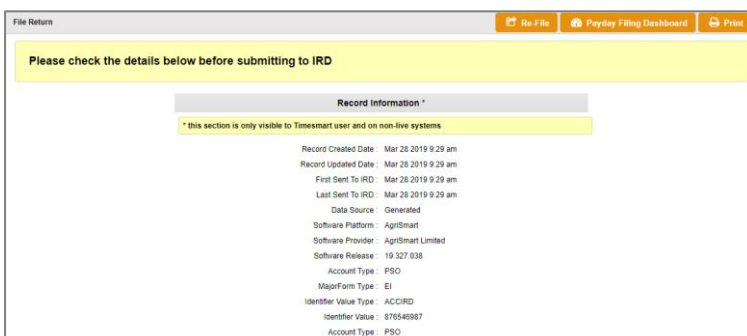 File Return Re-File Payday Filing Dashboard Print
Please check the details below before submitting to IRD
Record Information *
* this section is only visible to Timesmart user and on non-live systems
Record Created Date : Mar 28 2019 9:29 am
Record Updated Date : Mar 28 2019 9:29 am
First Sent To IRD : Mar 28 2019 9:29 am
Last Sent To IRD : Mar 28 2019 9:29 am
Data Source : Generated
Software Platform : AgriSmart
Software Provider : AgriSmart Limited
Software Release : 19.327.038
Account Type : PSO
MajorForm Type : EI
Identifier Value Type : ACCIRD
Identifier Value : 876546987
Account Type : PSO